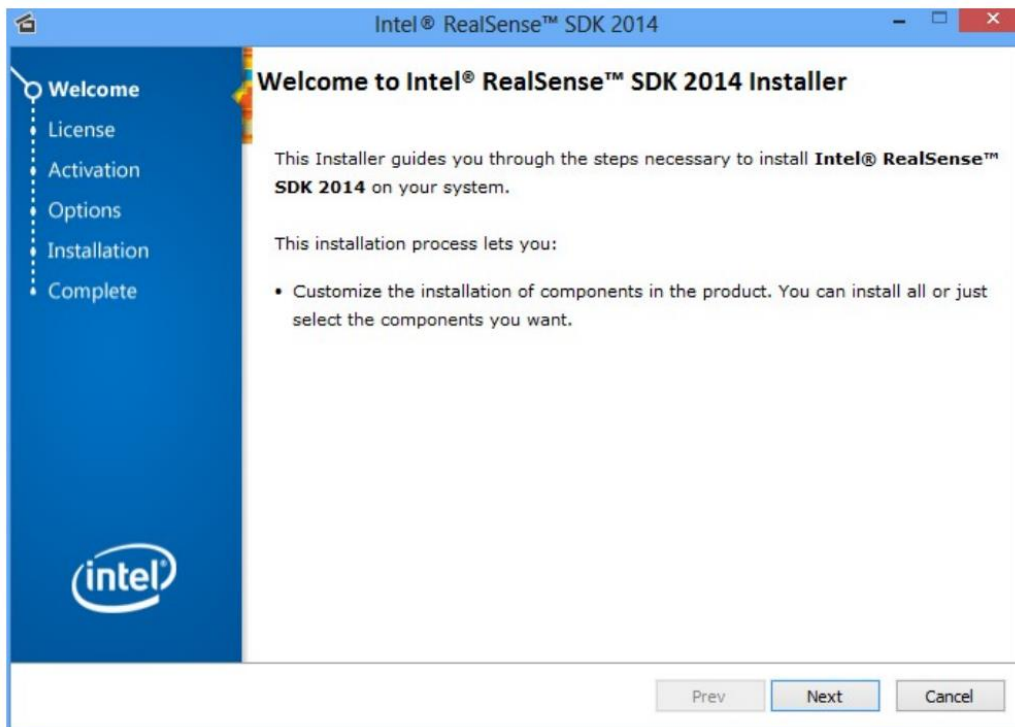 Intel® RealSense™ SDK 2014
Welcome
License
Activation
Options
Installation
Complete
intel
Welcome to Intel® RealSense™ SDK 2014 Installer
This Installer guides you through the steps necessary to install Intel® RealSense™
SDK 2014 on your system.
This installation process lets you:
• Customize the installation of components in the product. You can install all or just
select the components you want.
Prev
Next
Cancel